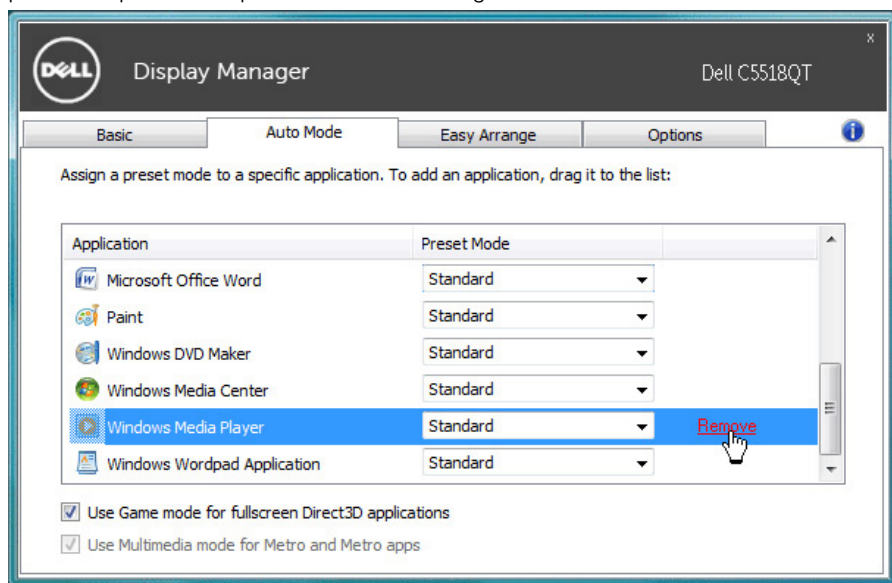 DELL
Display Manager
Dell C5518QT
x
Basic
Auto Mode
Easy Arrange
Options
i
Assign a preset mode to a specific application. To add an application, drag it to the list:
Application Preset Mode
Microsoft Office Word Standard
Paint Standard
Windows DVD Maker Standard
Windows Media Center Standard
Windows Media Player Standard Remove
Windows Wordpad Application Standard
Use Game mode for fullscreen Direct3D applications
Use Multimedia mode for Metro and Metro apps